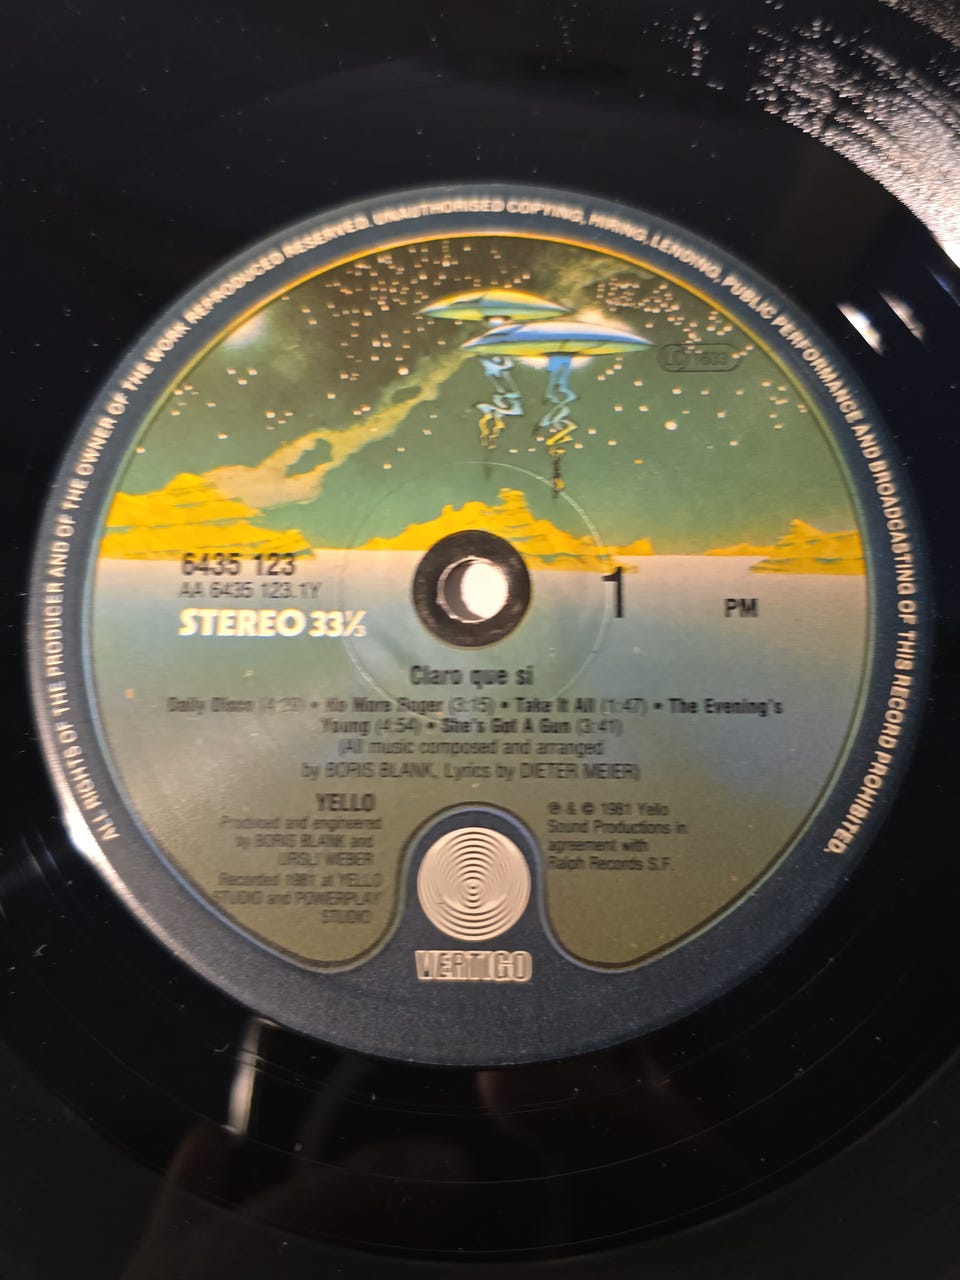 ALL RIGHTS OF THE PRODUCER AND OF THE OWNER OF THE WORK REPRODUCED RESERVED. UNAUTHORISED COPYING, HIRING, LENDING, PUBLIC PERFORMANCE AND BROADCASTING OF THIS RECORD PROHIBITED.
LC 1633
6435 123
AA 6435 123.1Y
STEREO 33⅓
1
PM
Claro que si
Daily Disco • No More Roger (3:15) • Take It All (1:47) • The Evening's
Young (4:54) • She's Got A Gun (3:41)
(All music composed and arranged
by BORIS BLANK, Lyrics by DIETER MEIER)
YELLO
Produced and engineered
by BORIS BLANK and
URSLI WEBER
Recorded 1981 at YELLO
STUDIO and POWERPLAY
STUDIO
℗ & © 1981 Yello
Sound Productions in
agreement with
Ralph Records S.F.
VERTIGO